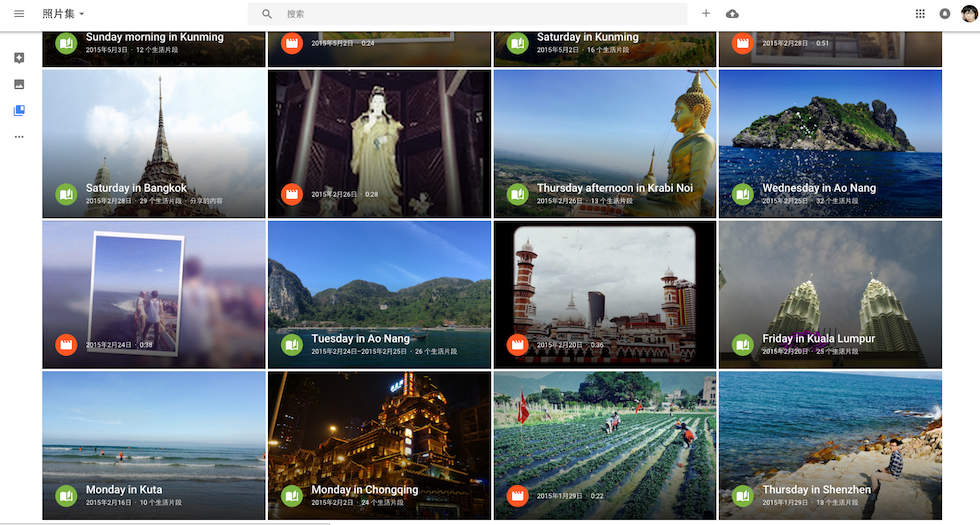 照片集
搜索
Sunday morning in Kunming
2015年5月3日 · 12 个生活片段
2015年5月2日 · 0:24
Saturday in Kunming
2015年5月2日 · 16 个生活片段
2015年2月28日 · 0:51
Saturday in Bangkok
2015年2月28日 · 29 个生活片段 · 分享的内容
2015年2月26日 · 0:28
Thursday afternoon in Krabi Noi
2015年2月26日 · 13 个生活片段
Wednesday in Ao Nang
2015年2月25日 · 32 个生活片段
2015年2月24日 · 0:38
Tuesday in Ao Nang
2015年2月24日–2015年2月25日 · 26 个生活片段
2015年2月20日 · 0:36
Friday in Kuala Lumpur
2015年2月20日 · 25 个生活片段
Monday in Kuta
2015年2月16日 · 10 个生活片段
Monday in Chongqing
2015年2月2日 · 24 个生活片段
2015年1月29日 · 0:22
Thursday in Shenzhen
2015年1月29日 · 18 个生活片段